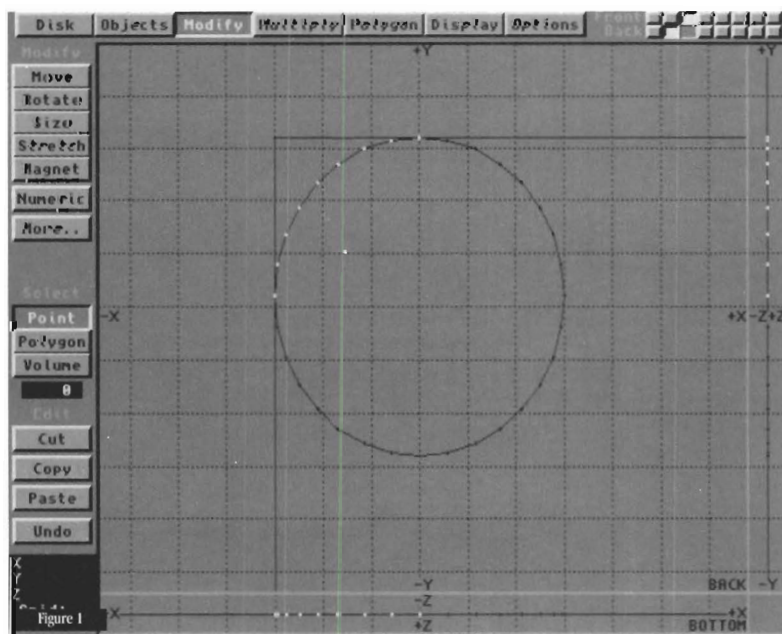 Disk Objects Modify Multiply Polygon Display Options Front
Back
+Y +Y
Modify
Move
Rotate
Size
Stretch
Magnet
Numeric
More..
Select
Point
Polygon
Volume
0
Edit
Cut
Copy
Paste
Undo
-X +X -Z +Z
-Y BACK -Y
X
Y
Z
-Z
Figure 1 -X +X
+Z BOTTOM